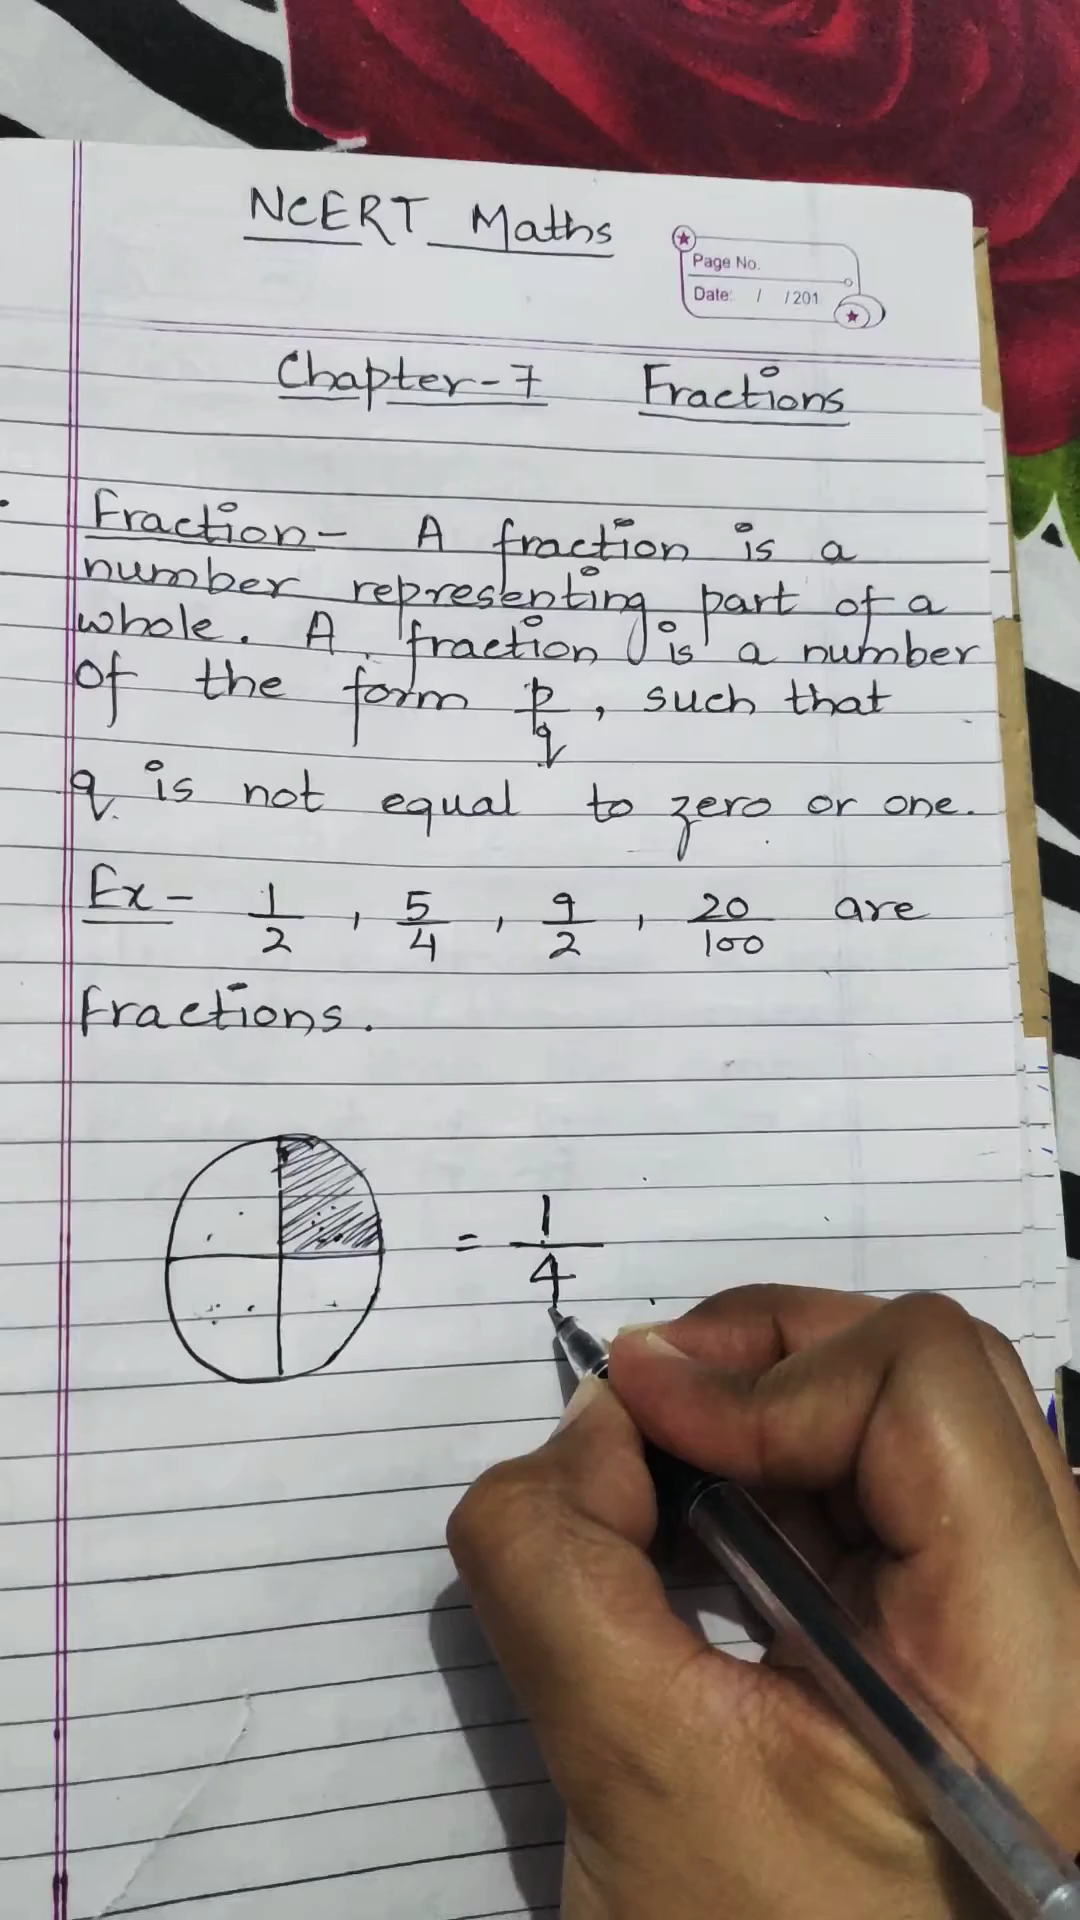 NCERT Maths
Page No.
Date: / /201
Chapter-7 Fractions
Fraction- A fraction is a
number representing part of a
whole. A fraction is a number
of the form p/q, such that
q is not equal to zero or one.
Ex- 1/2, 5/4, 9/2, 20/100 are
fractions.
= 1/4